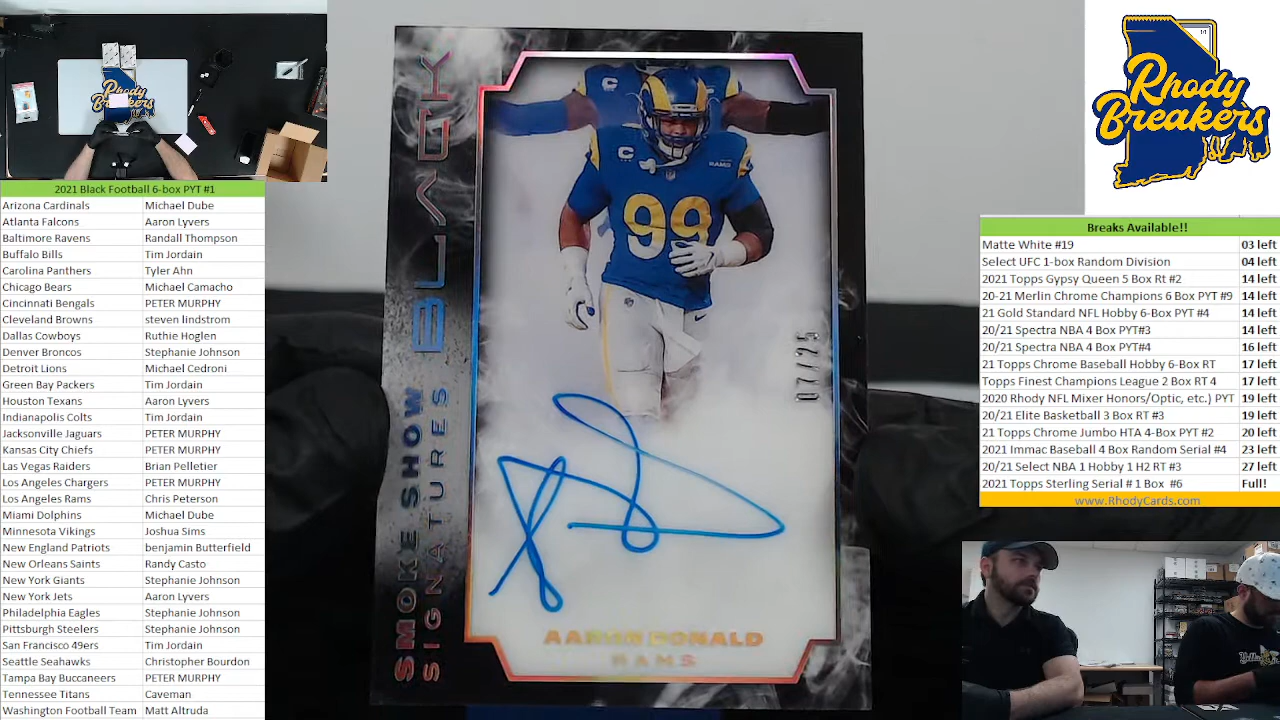 2021 Black Football 6-box PYT #1
Arizona Cardinals Michael Dube
Atlanta Falcons Aaron Lyvers
Baltimore Ravens Randall Thompson
Buffalo Bills Tim Jordain
Carolina Panthers Tyler Ahn
Chicago Bears Michael Camacho
Cincinnati Bengals PETER MURPHY
Cleveland Browns steven lindstrom
Dallas Cowboys Ruthie Hoglen
Denver Broncos Stephanie Johnson
Detroit Lions Michael Cedroni
Green Bay Packers Tim Jordain
Houston Texans Aaron Lyvers
Indianapolis Colts Tim Jordain
Jacksonville Jaguars PETER MURPHY
Kansas City Chiefs PETER MURPHY
Las Vegas Raiders Brian Pelletier
Los Angeles Chargers PETER MURPHY
Los Angeles Rams Chris Peterson
Miami Dolphins Michael Dube
Minnesota Vikings Joshua Sims
New England Patriots benjamin Butterfield
New Orleans Saints Randy Casto
New York Giants Stephanie Johnson
New York Jets Aaron Lyvers
Philadelphia Eagles Stephanie Johnson
Pittsburgh Steelers Stephanie Johnson
San Francisco 49ers Tim Jordain
Seattle Seahawks Christopher Bourdon
Tampa Bay Buccaneers PETER MURPHY
Tennessee Titans Caveman
Washington Football Team Matt Altruda
Rhody
Breakers
SMOKE SHOW
SIGNATURES
BLACK
C
C
RAMS
99
07/25
AARON DONALD
RAMS
1/1
Rhody
Breakers
Breaks Available!!
Matte White #19 03 left
Select UFC 1-box Random Division 04 left
2021 Topps Gypsy Queen 5 Box Rt #2 14 left
20-21 Merlin Chrome Champions 6 Box PYT #9 14 left
21 Gold Standard NFL Hobby 6-Box PYT #4 14 left
20/21 Spectra NBA 4 Box PYT#3 14 left
20/21 Spectra NBA 4 Box PYT#4 16 left
21 Topps Chrome Baseball Hobby 6-Box RT 17 left
Topps Finest Champions League 2 Box RT 4 17 left
2020 Rhody NFL Mixer Honors/Optic, etc.) PYT 19 left
20/21 Elite Basketball 3 Box RT #3 19 left
21 Topps Chrome Jumbo HTA 4-Box PYT #2 20 left
2021 Immac Baseball 4 Box Random Serial #4 23 left
20/21 Select NBA 1 Hobby 1 H2 RT #3 27 left
2021 Topps Sterling Serial # 1 Box #6 Full!
www.RhodyCards.com